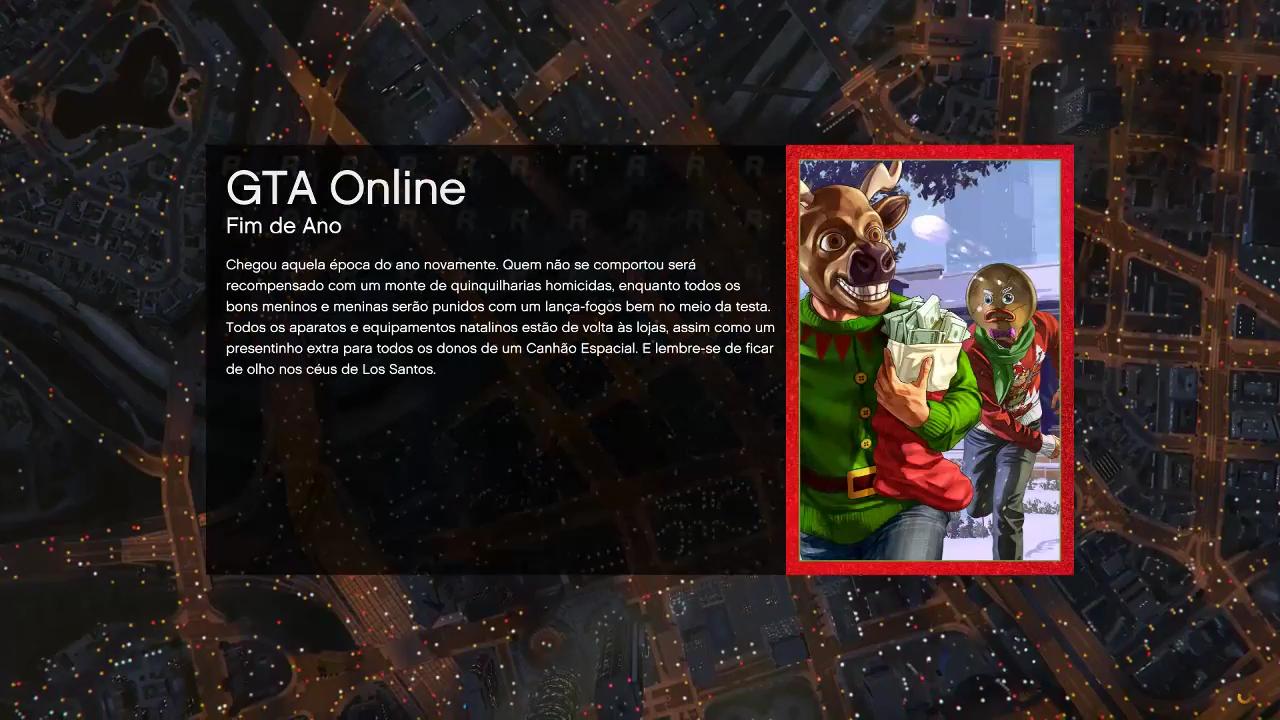 GTA Online
Fim de Ano
Chegou aquela época do ano novamente. Quem não se comportou será
recompensado com um monte de quinquilharias homicidas, enquanto todos os
bons meninos e meninas serão punidos com um lança-fogos bem no meio da testa.
Todos os aparatos e equipamentos natalinos estão de volta às lojas, assim como um
presentinho extra para todos os donos de um Canhão Espacial. E lembre-se de ficar
de olho nos céus de Los Santos.